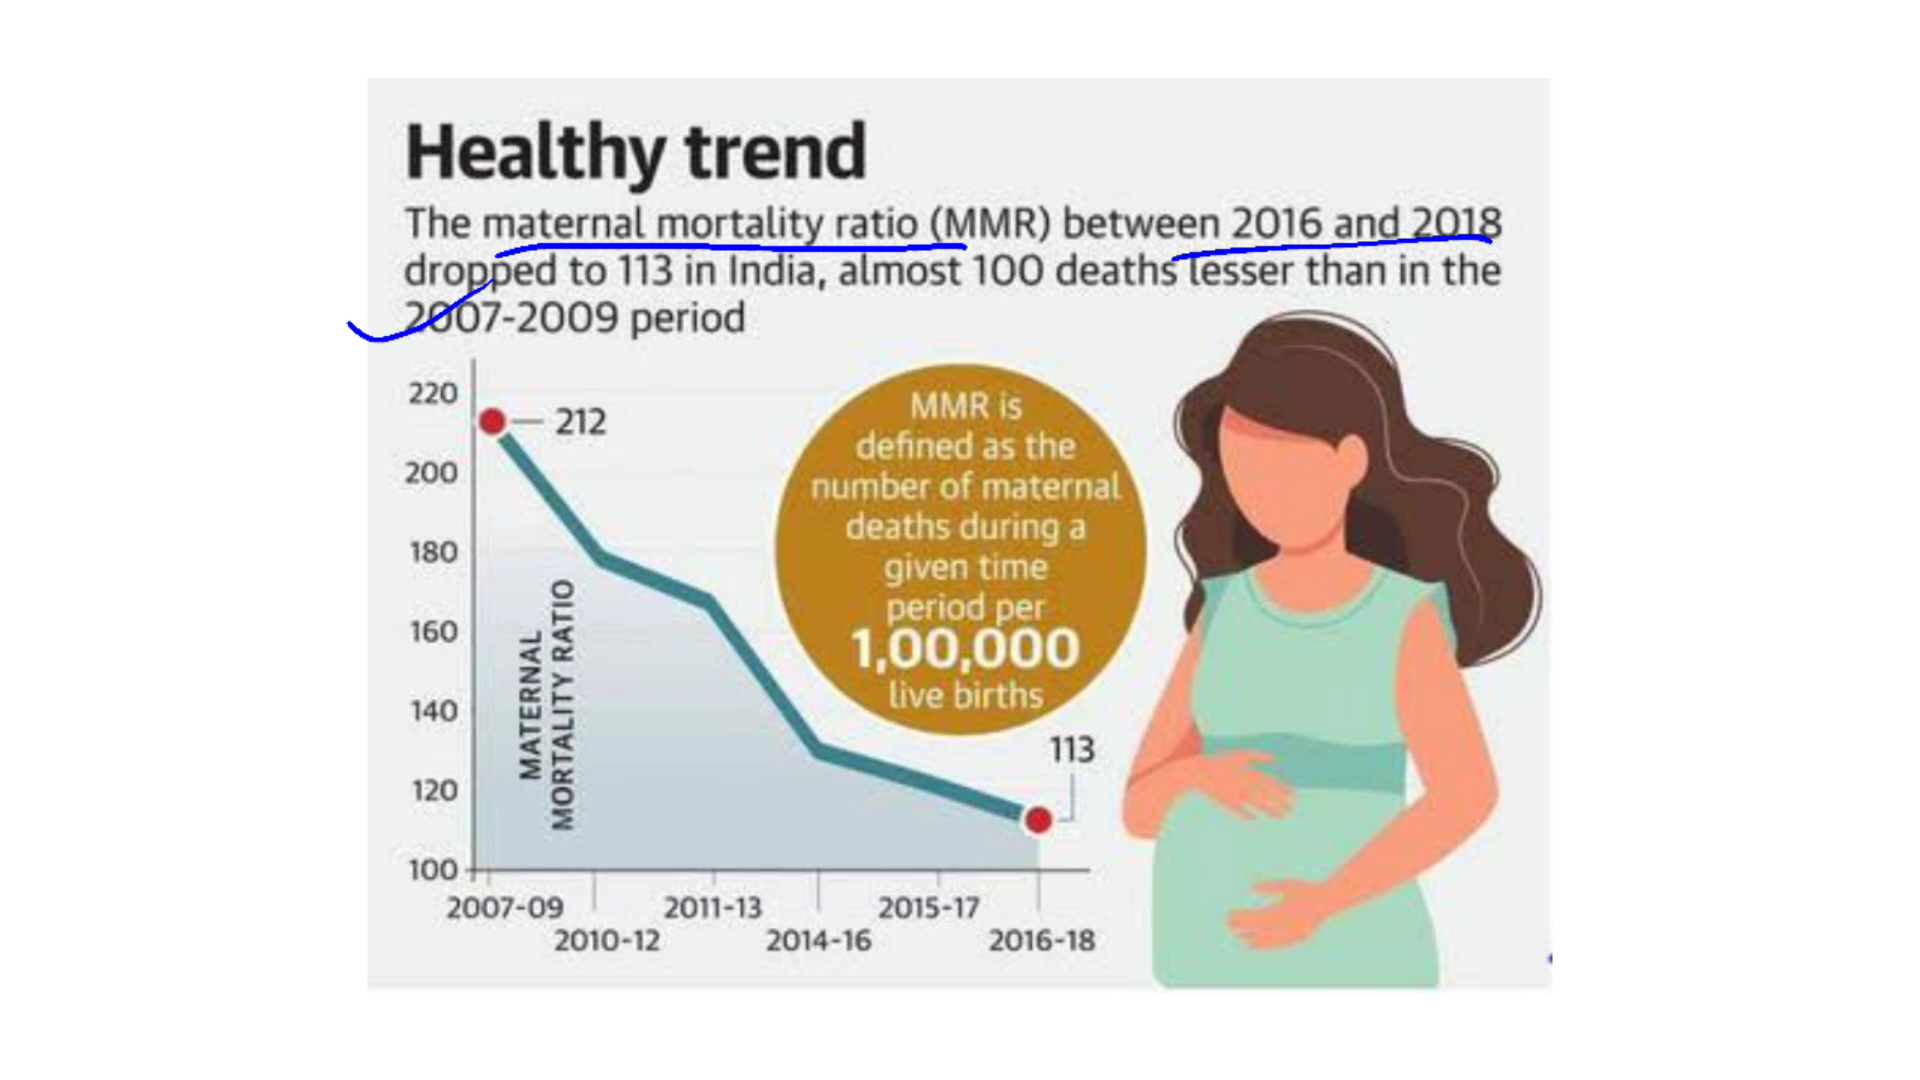 Healthy trend
The maternal mortality ratio (MMR) between 2016 and 2018
dropped to 113 in India, almost 100 deaths lesser than in the
2007-2009 period
220
212
200
180
160
140
120
100
MATERNAL
MORTALITY RATIO
MMR is
defined as the
number of maternal
deaths during a
given time
period per
1,00,000
live births
113
2007-09
2010-12
2011-13
2014-16
2015-17
2016-18